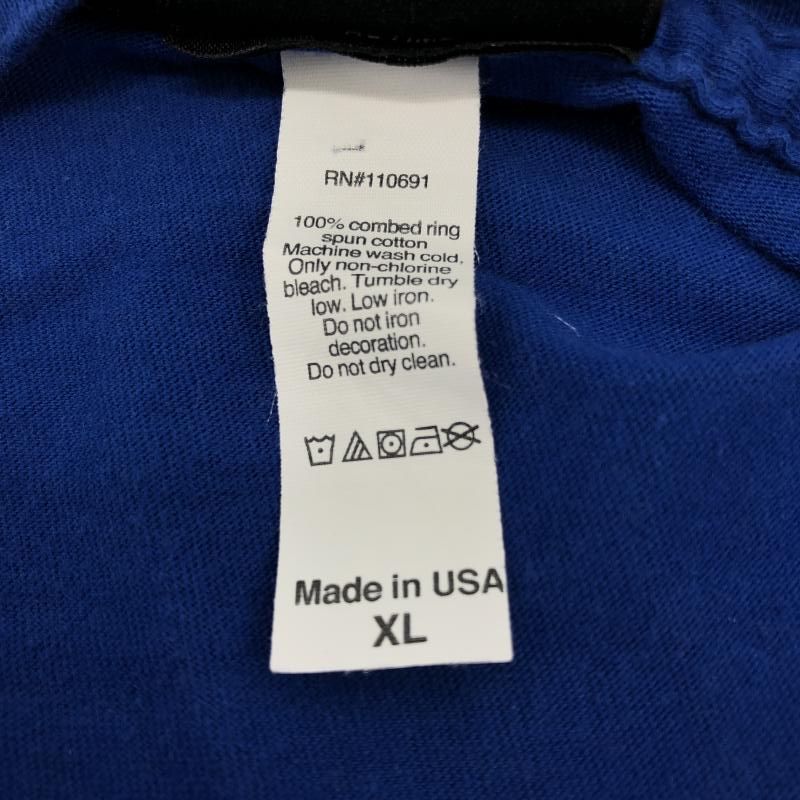 RN#110691
100% combed ring
spun cotton
Machine wash cold.
Only non-chlorine
bleach. Tumble dry
low. Low iron.
Do not iron
decoration.
Do not dry clean.
Made in USA
XL